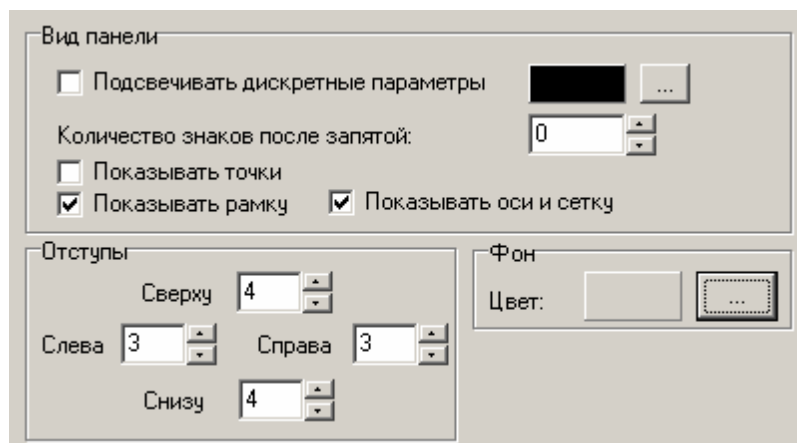 Вид панели
Подсвечивать дискретные параметры ...
Количество знаков после запятой: 0
Показывать точки
Показывать рамку Показывать оси и сетку
Отступы
Сверху 4
Слева 3 Справа 3
Снизу 4
Фон
Цвет: ...